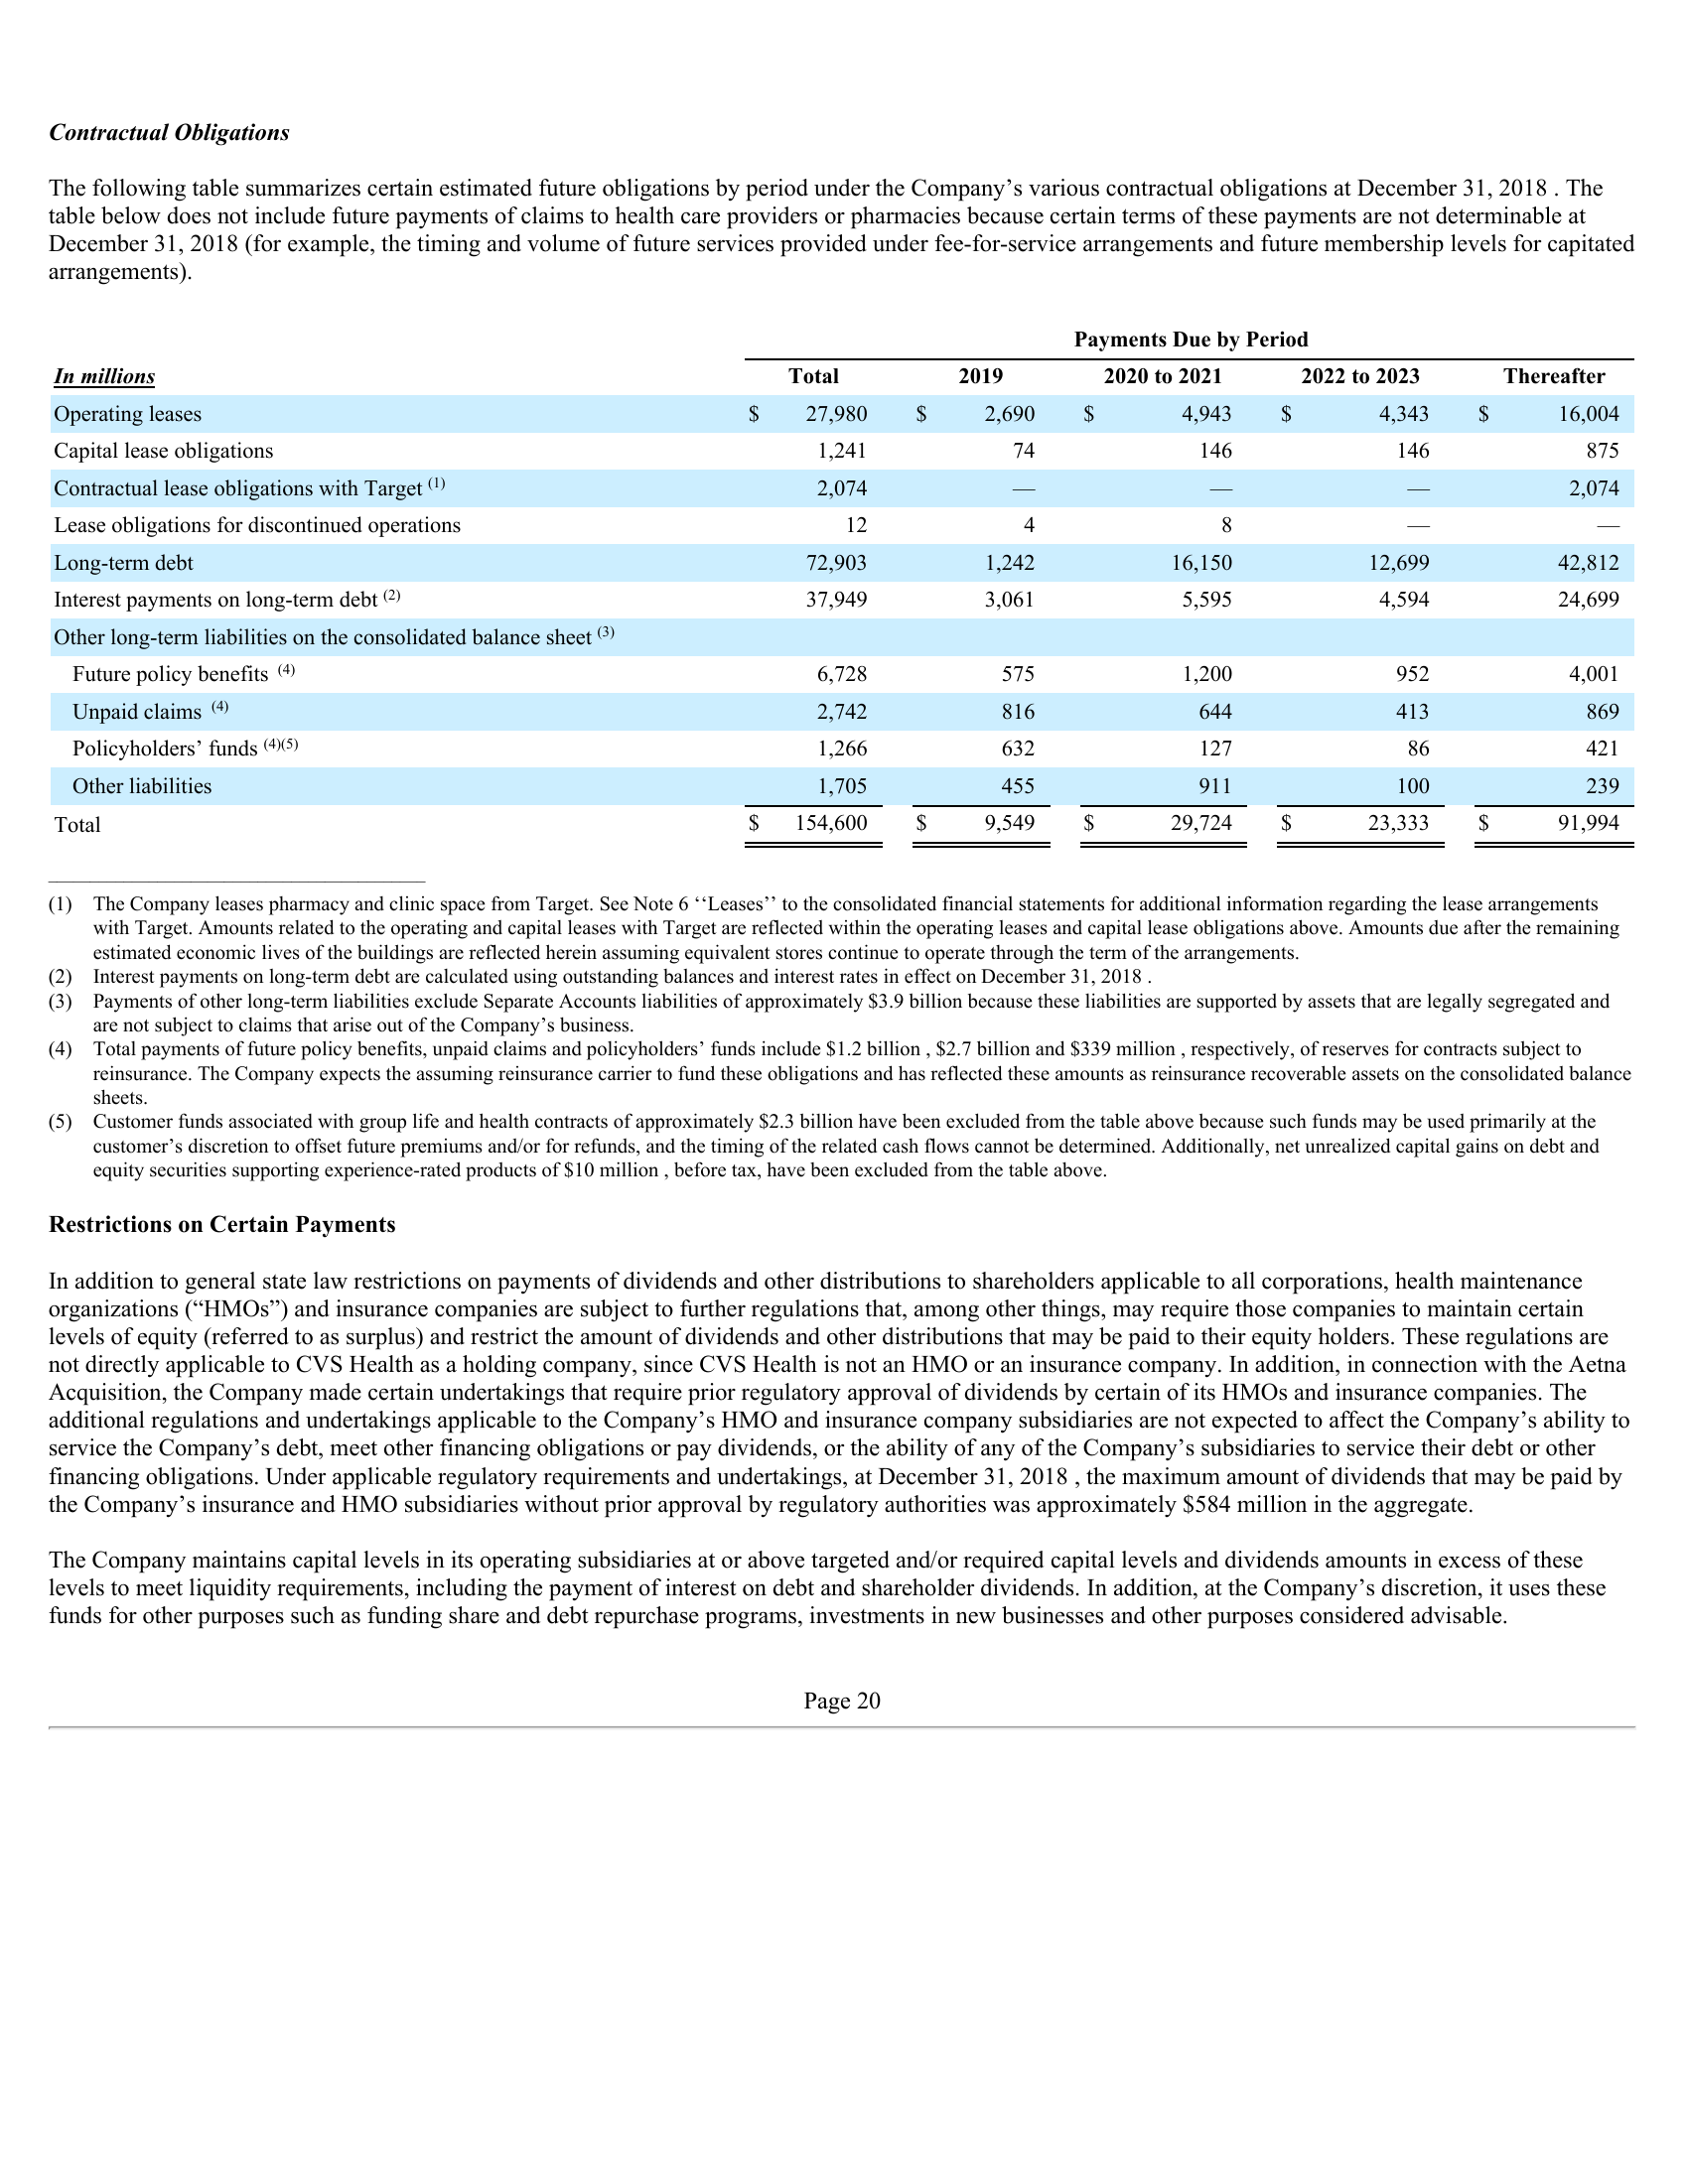 Contractual Obligations
The following table summarizes certain estimated future obligations by period under the Company’s various contractual obligations at December 31, 2018 . The
table below does not include future payments of claims to health care providers or pharmacies because certain terms of these payments are not determinable at
December 31, 2018 (for example, the timing and volume of future services provided under fee-for-service arrangements and future membership levels for capitated
arrangements).
Payments Due by Period
In millions Total 2019 2020 to 2021 2022 to 2023 Thereafter
Operating leases $ 27,980 $ 2,690 $ 4,943 $ 4,343 $ 16,004
Capital lease obligations 1,241 74 146 146 875
Contractual lease obligations with Target (1) 2,074 — — — 2,074
Lease obligations for discontinued operations 12 4 8 — —
Long-term debt 72,903 1,242 16,150 12,699 42,812
Interest payments on long-term debt (2) 37,949 3,061 5,595 4,594 24,699
Other long-term liabilities on the consolidated balance sheet (3)
Future policy benefits (4) 6,728 575 1,200 952 4,001
Unpaid claims (4) 2,742 816 644 413 869
Policyholders’ funds (4)(5) 1,266 632 127 86 421
Other liabilities 1,705 455 911 100 239
Total $ 154,600 $ 9,549 $ 29,724 $ 23,333 $ 91,994
(1) The Company leases pharmacy and clinic space from Target. See Note 6 ‘‘Leases’’ to the consolidated financial statements for additional information regarding the lease arrangements
with Target. Amounts related to the operating and capital leases with Target are reflected within the operating leases and capital lease obligations above. Amounts due after the remaining
estimated economic lives of the buildings are reflected herein assuming equivalent stores continue to operate through the term of the arrangements.
(2) Interest payments on long-term debt are calculated using outstanding balances and interest rates in effect on December 31, 2018 .
(3) Payments of other long-term liabilities exclude Separate Accounts liabilities of approximately $3.9 billion because these liabilities are supported by assets that are legally segregated and
are not subject to claims that arise out of the Company’s business.
(4) Total payments of future policy benefits, unpaid claims and policyholders’ funds include $1.2 billion , $2.7 billion and $339 million , respectively, of reserves for contracts subject to
reinsurance. The Company expects the assuming reinsurance carrier to fund these obligations and has reflected these amounts as reinsurance recoverable assets on the consolidated balance
sheets.
(5) Customer funds associated with group life and health contracts of approximately $2.3 billion have been excluded from the table above because such funds may be used primarily at the
customer’s discretion to offset future premiums and/or for refunds, and the timing of the related cash flows cannot be determined. Additionally, net unrealized capital gains on debt and
equity securities supporting experience-rated products of $10 million , before tax, have been excluded from the table above.
Restrictions on Certain Payments
In addition to general state law restrictions on payments of dividends and other distributions to shareholders applicable to all corporations, health maintenance
organizations (“HMOs”) and insurance companies are subject to further regulations that, among other things, may require those companies to maintain certain
levels of equity (referred to as surplus) and restrict the amount of dividends and other distributions that may be paid to their equity holders. These regulations are
not directly applicable to CVS Health as a holding company, since CVS Health is not an HMO or an insurance company. In addition, in connection with the Aetna
Acquisition, the Company made certain undertakings that require prior regulatory approval of dividends by certain of its HMOs and insurance companies. The
additional regulations and undertakings applicable to the Company’s HMO and insurance company subsidiaries are not expected to affect the Company’s ability to
service the Company’s debt, meet other financing obligations or pay dividends, or the ability of any of the Company’s subsidiaries to service their debt or other
financing obligations. Under applicable regulatory requirements and undertakings, at December 31, 2018 , the maximum amount of dividends that may be paid by
the Company’s insurance and HMO subsidiaries without prior approval by regulatory authorities was approximately $584 million in the aggregate.
The Company maintains capital levels in its operating subsidiaries at or above targeted and/or required capital levels and dividends amounts in excess of these
levels to meet liquidity requirements, including the payment of interest on debt and shareholder dividends. In addition, at the Company’s discretion, it uses these
funds for other purposes such as funding share and debt repurchase programs, investments in new businesses and other purposes considered advisable.
Page 20